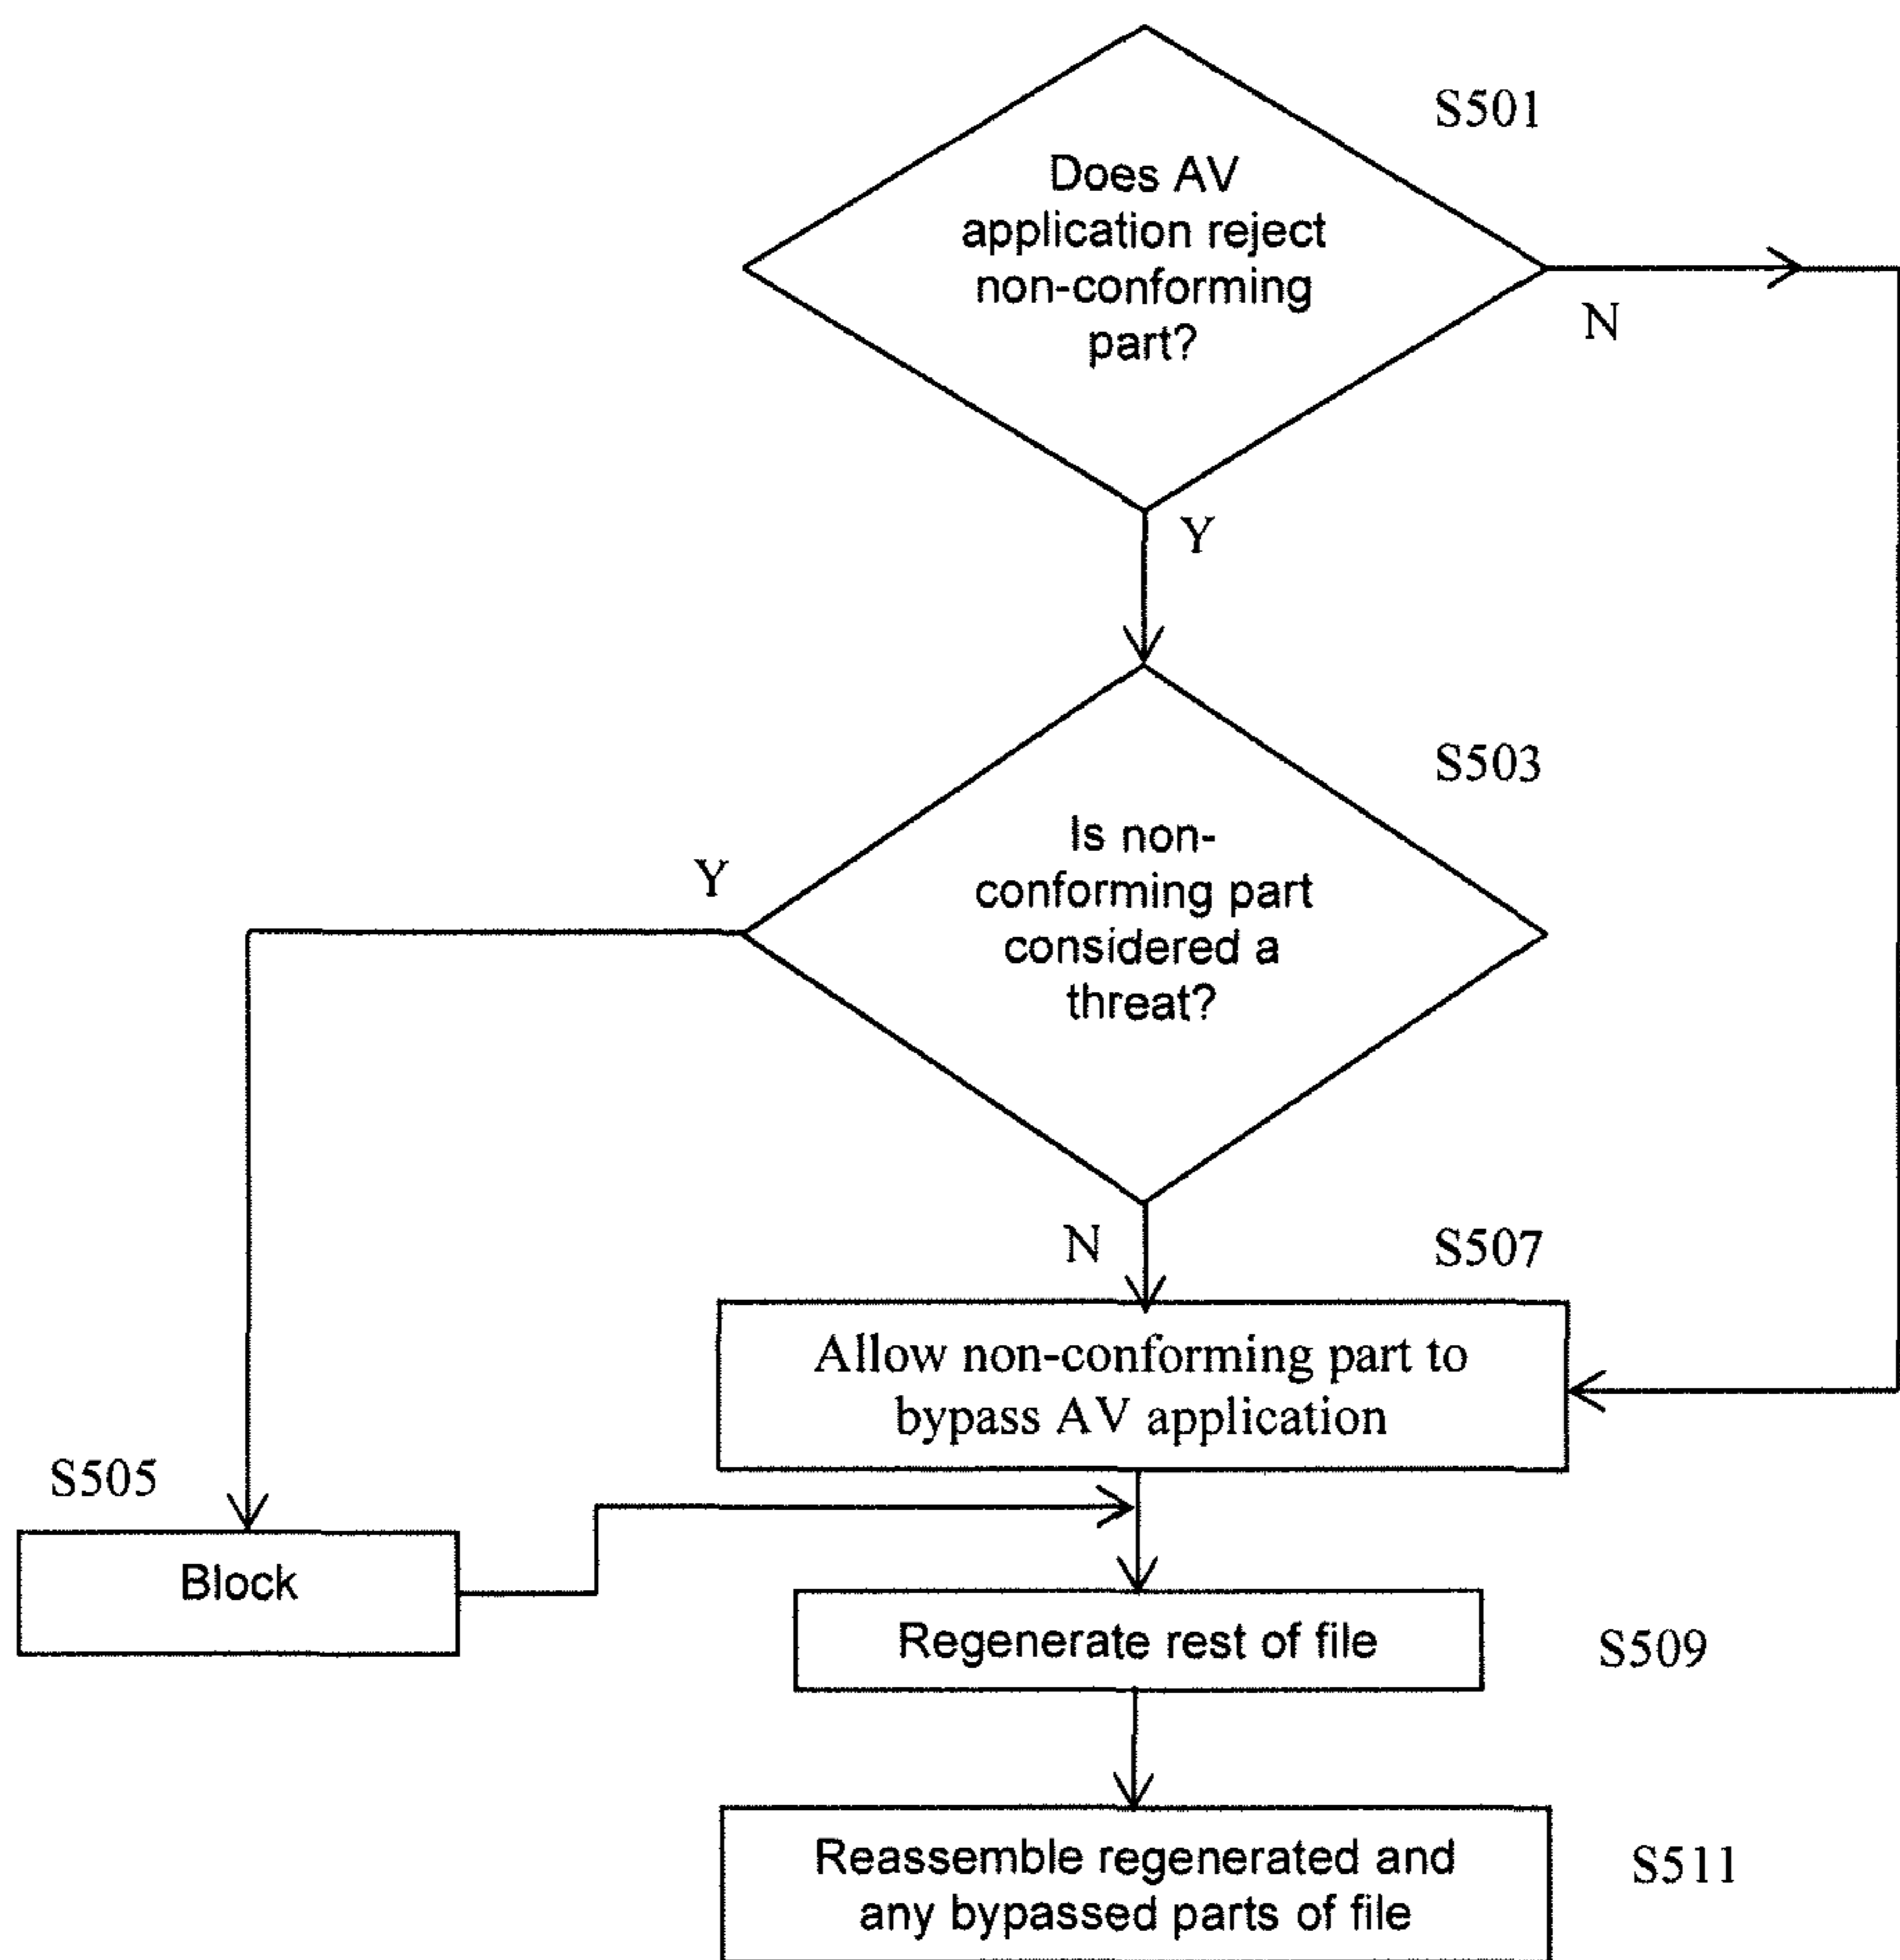 S501
Does AV
application reject
non-conforming
part?
N
Y
S503
Is non-
conforming part
considered a
threat?
Y
N
S507
Allow non-conforming part to
bypass AV application
S505
Block
Regenerate rest of file
S509
Reassemble regenerated and
any bypassed parts of file
S511